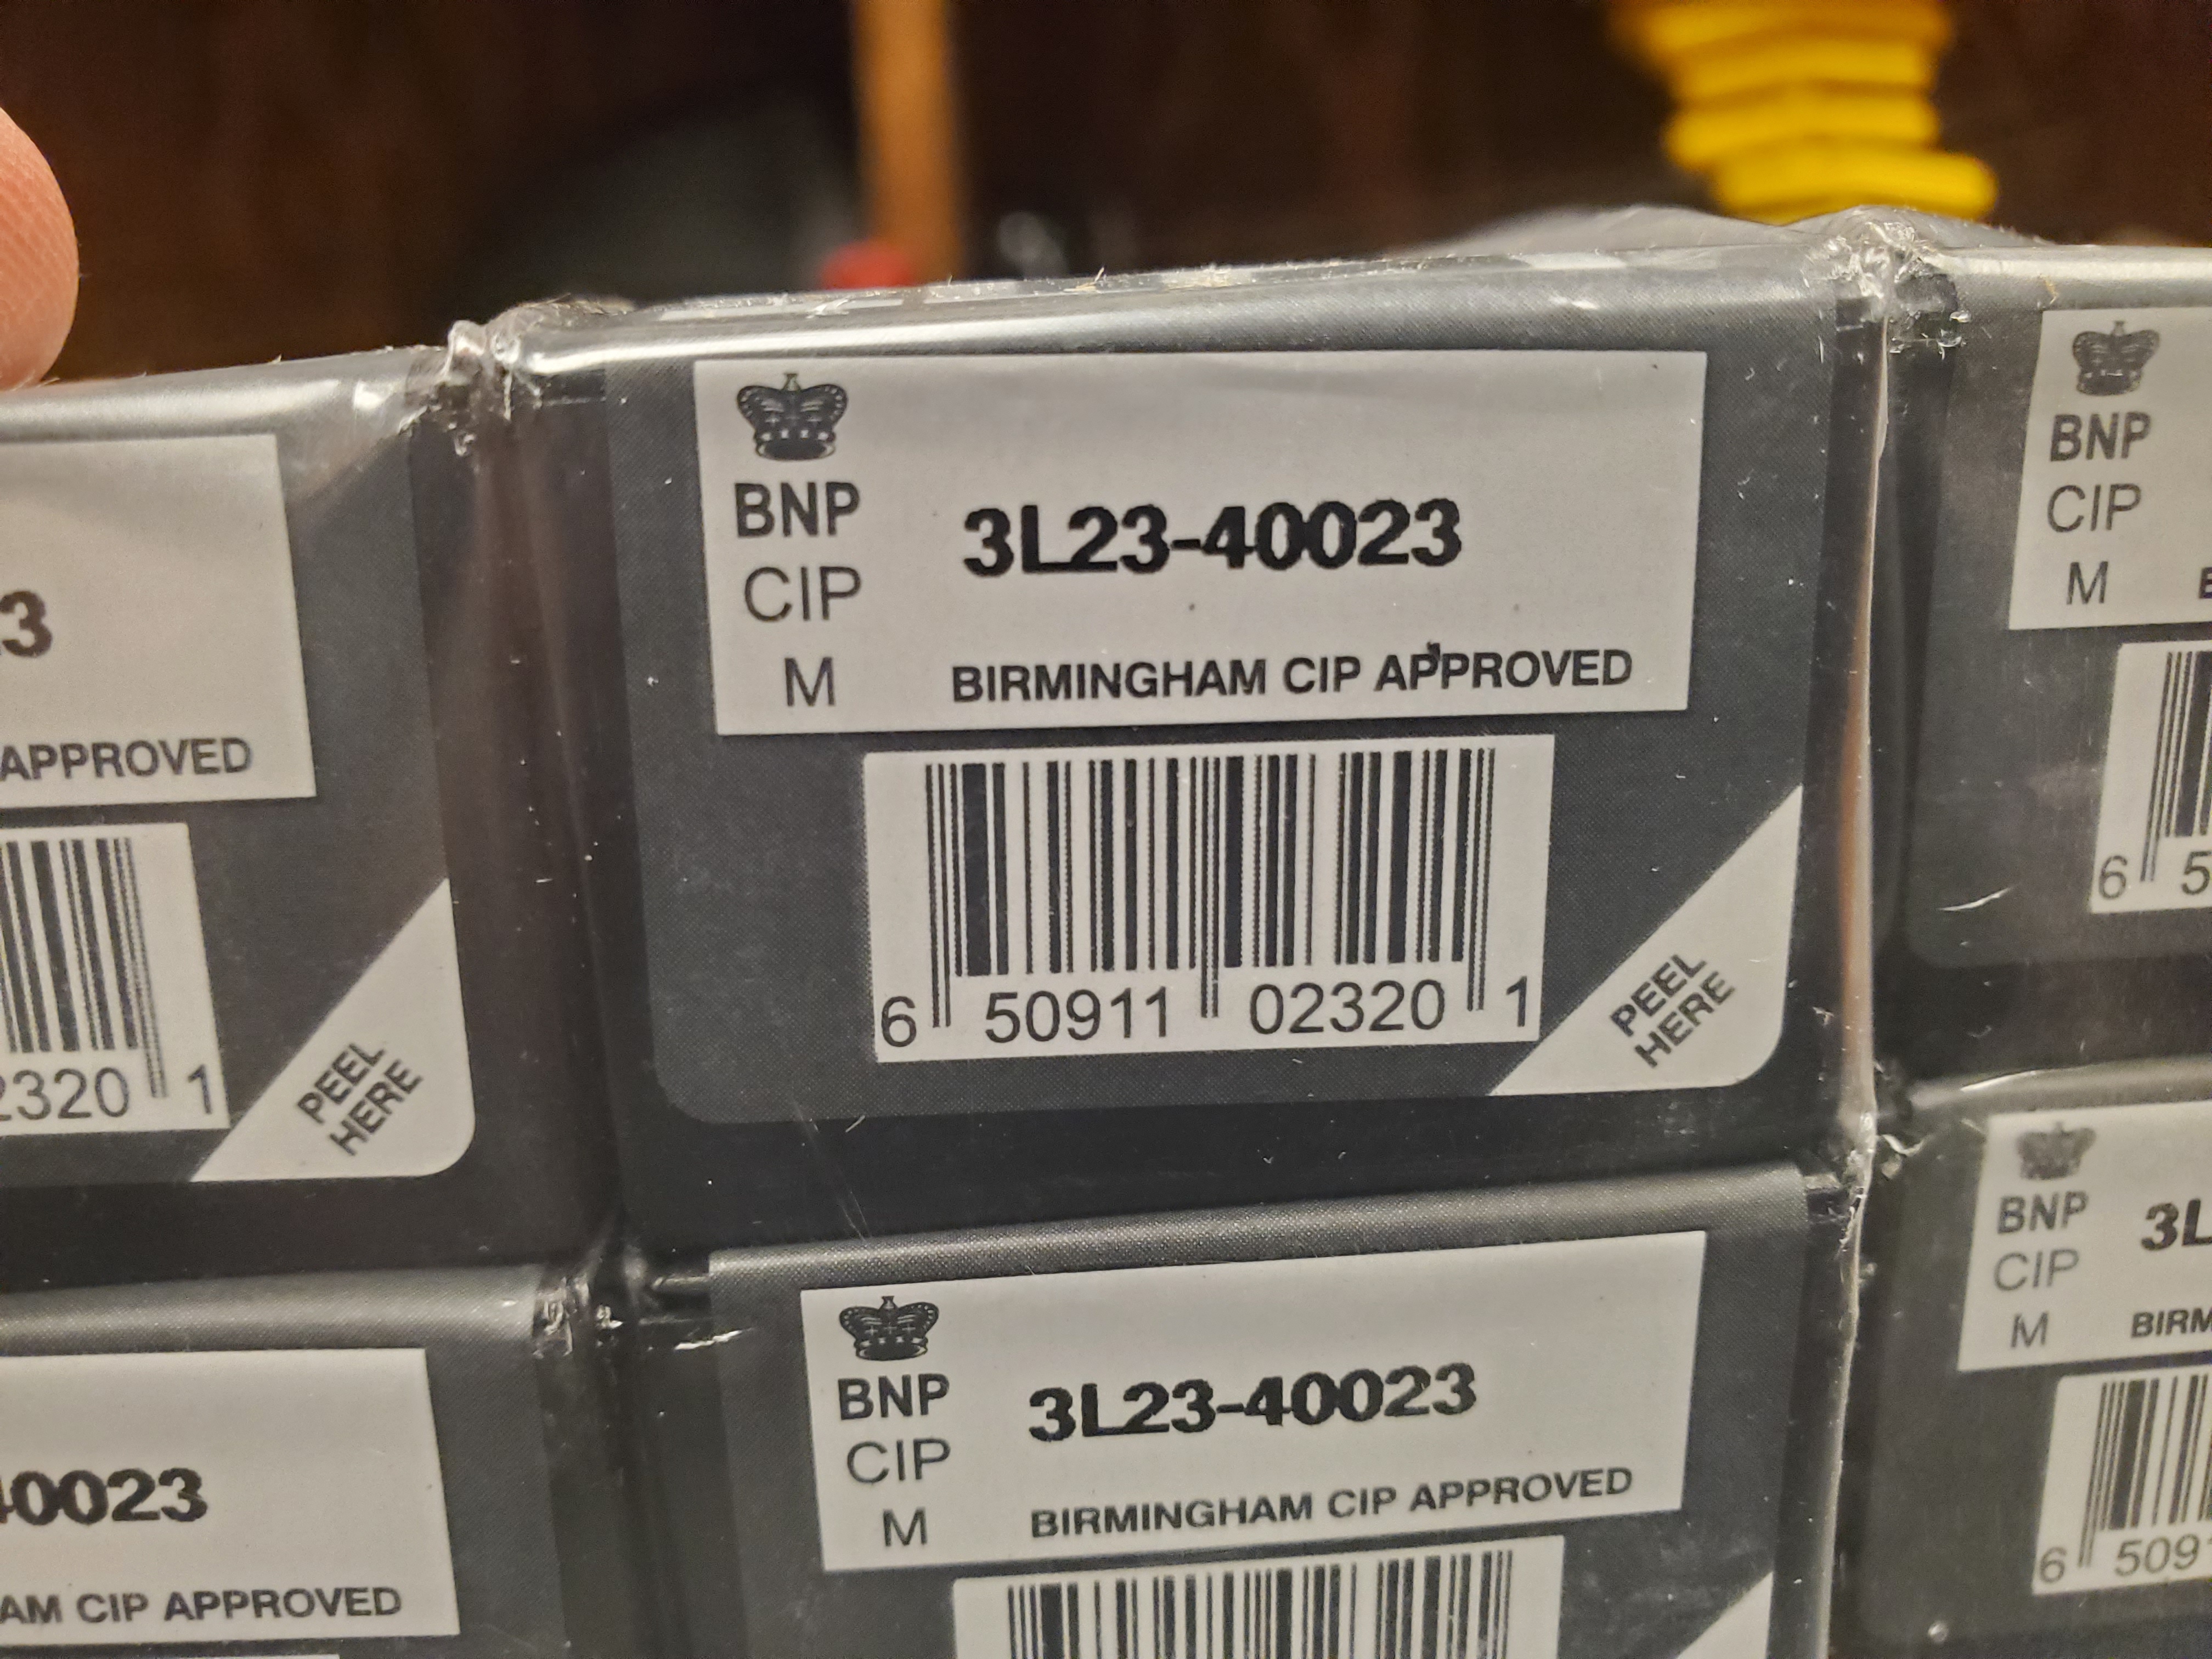 BNP
CIP
M
3L23-40023
BIRMINGHAM CIP APPROVED
6 50911 02320 1
PEEL
HERE
3
APPROVED
2320 1
PEEL
HERE
BNP
CIP
M
6 5
BNP
CIP
M
3L23-40023
BIRMINGHAM CIP APPROVED
40023
AM CIP APPROVED
BNP
CIP
M
3L
BIRM
6 509